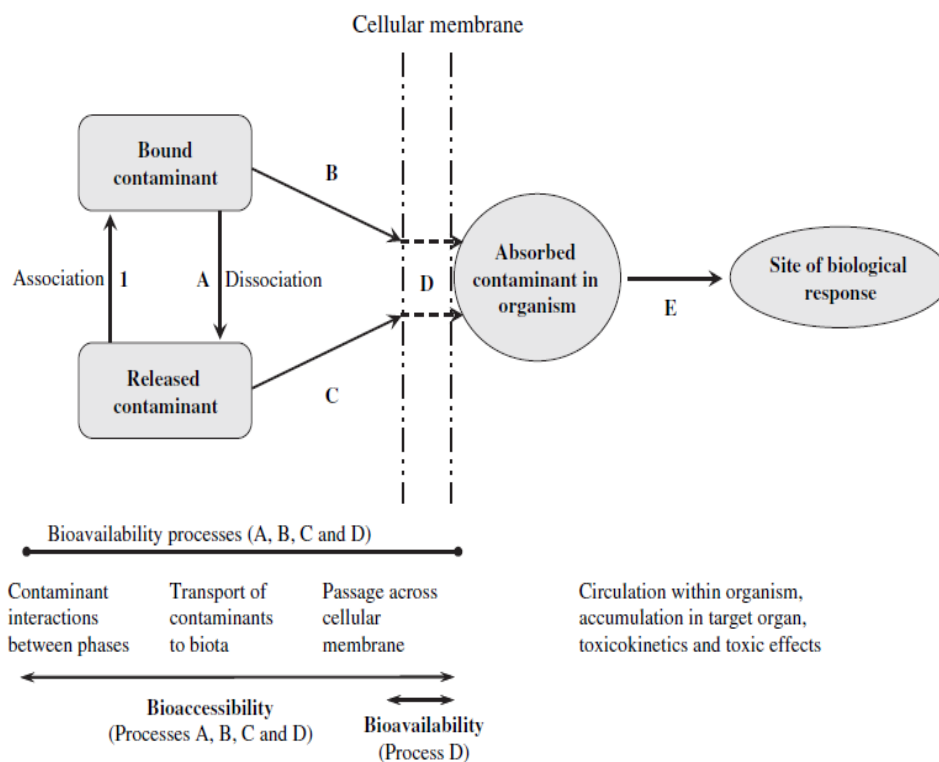 Cellular membrane
Bound
contaminant
B
Association
1
A
Dissociation
D
Absorbed
contaminant in
organism
E
Site of biological
response
Released
contaminant
C
Bioavailability processes (A, B, C and D)
Contaminant
interactions
between phases
Transport of
contaminants
to biota
Passage across
cellular
membrane
Circulation within organism,
accumulation in target organ,
toxicokinetics and toxic effects
Bioaccessibility
(Processes A, B, C and D)
Bioavailability
(Process D)